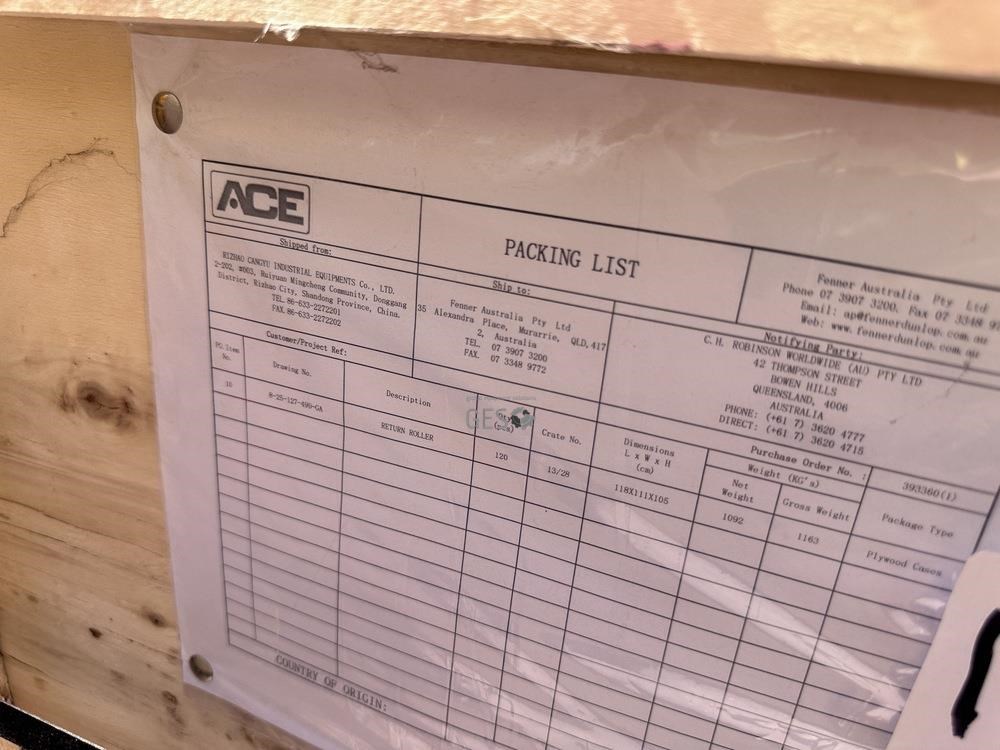 ACE
PACKING LIST
Fenner Australia Pty Ltd
Phone 07 3907 3200, Fax 07 3348
Email: ap@fennerdunlop.com.au
Web: www.fennerdunlop.com.au
Shipped from:
RIZHAO CANGYU INDUSTRIAL EQUIPMENTS Co., LTD.
2-202, #003, Ruiyuan Mingcheng Community, Donggang
District, Rizhao City, Shandong Province, China.
TEL 86-633-2272201
FAX 86-633-2272202
Ship to:
Fenner Australia Pty Ltd
35 Alexandra Place, Murarrie, QLD, 417
2, Australia
TEL. 07 3907 3200
FAX. 07 3348 9772
Notifying Party:
C. H. ROBINSON WORLDWIDE (AU) PTY LTD
42 THOMPSON STREET
BOWEN HILLS
QUEENSLAND, 4006
AUSTRALIA
PHONE: (+61 7) 3620 4777
DIRECT: (+61 7) 3620 4715
Customer/Project Ref:
Purchase Order No. :
393360(1)
PO. Item No.
Drawing No.
Description
Qty (pcs)
Crate No.
Dimensions
L x W x H
(cm)
Weight (KG's)
Net Weight
Gross Weight
Package Type
10
8-25-127-490-GA
RETURN ROLLER
120
13/28
118X111X105
1092
1163
Plywood Cases
COUNTRY OF ORIGIN:
GES